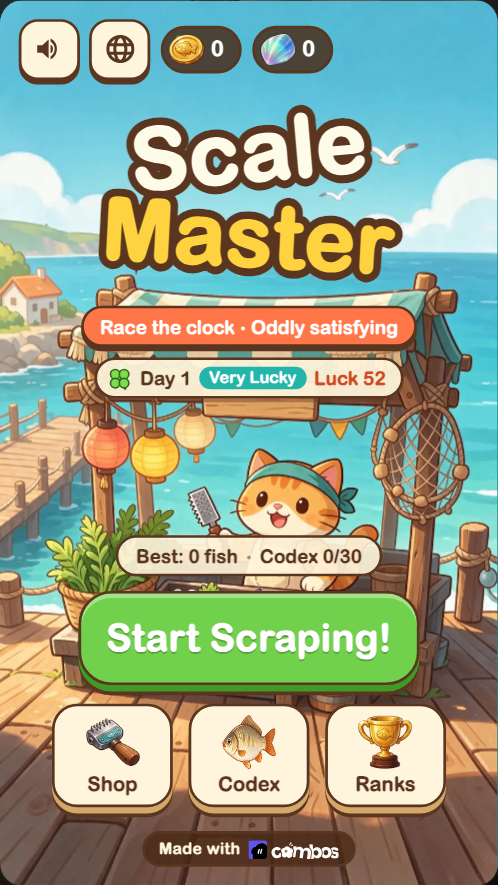 0 0
Scale
Master
Race the clock · Oddly satisfying
Day 1 Very Lucky Luck 52
Best: 0 fish · Codex 0/30
Start Scraping!
Shop Codex Ranks
Made with combos